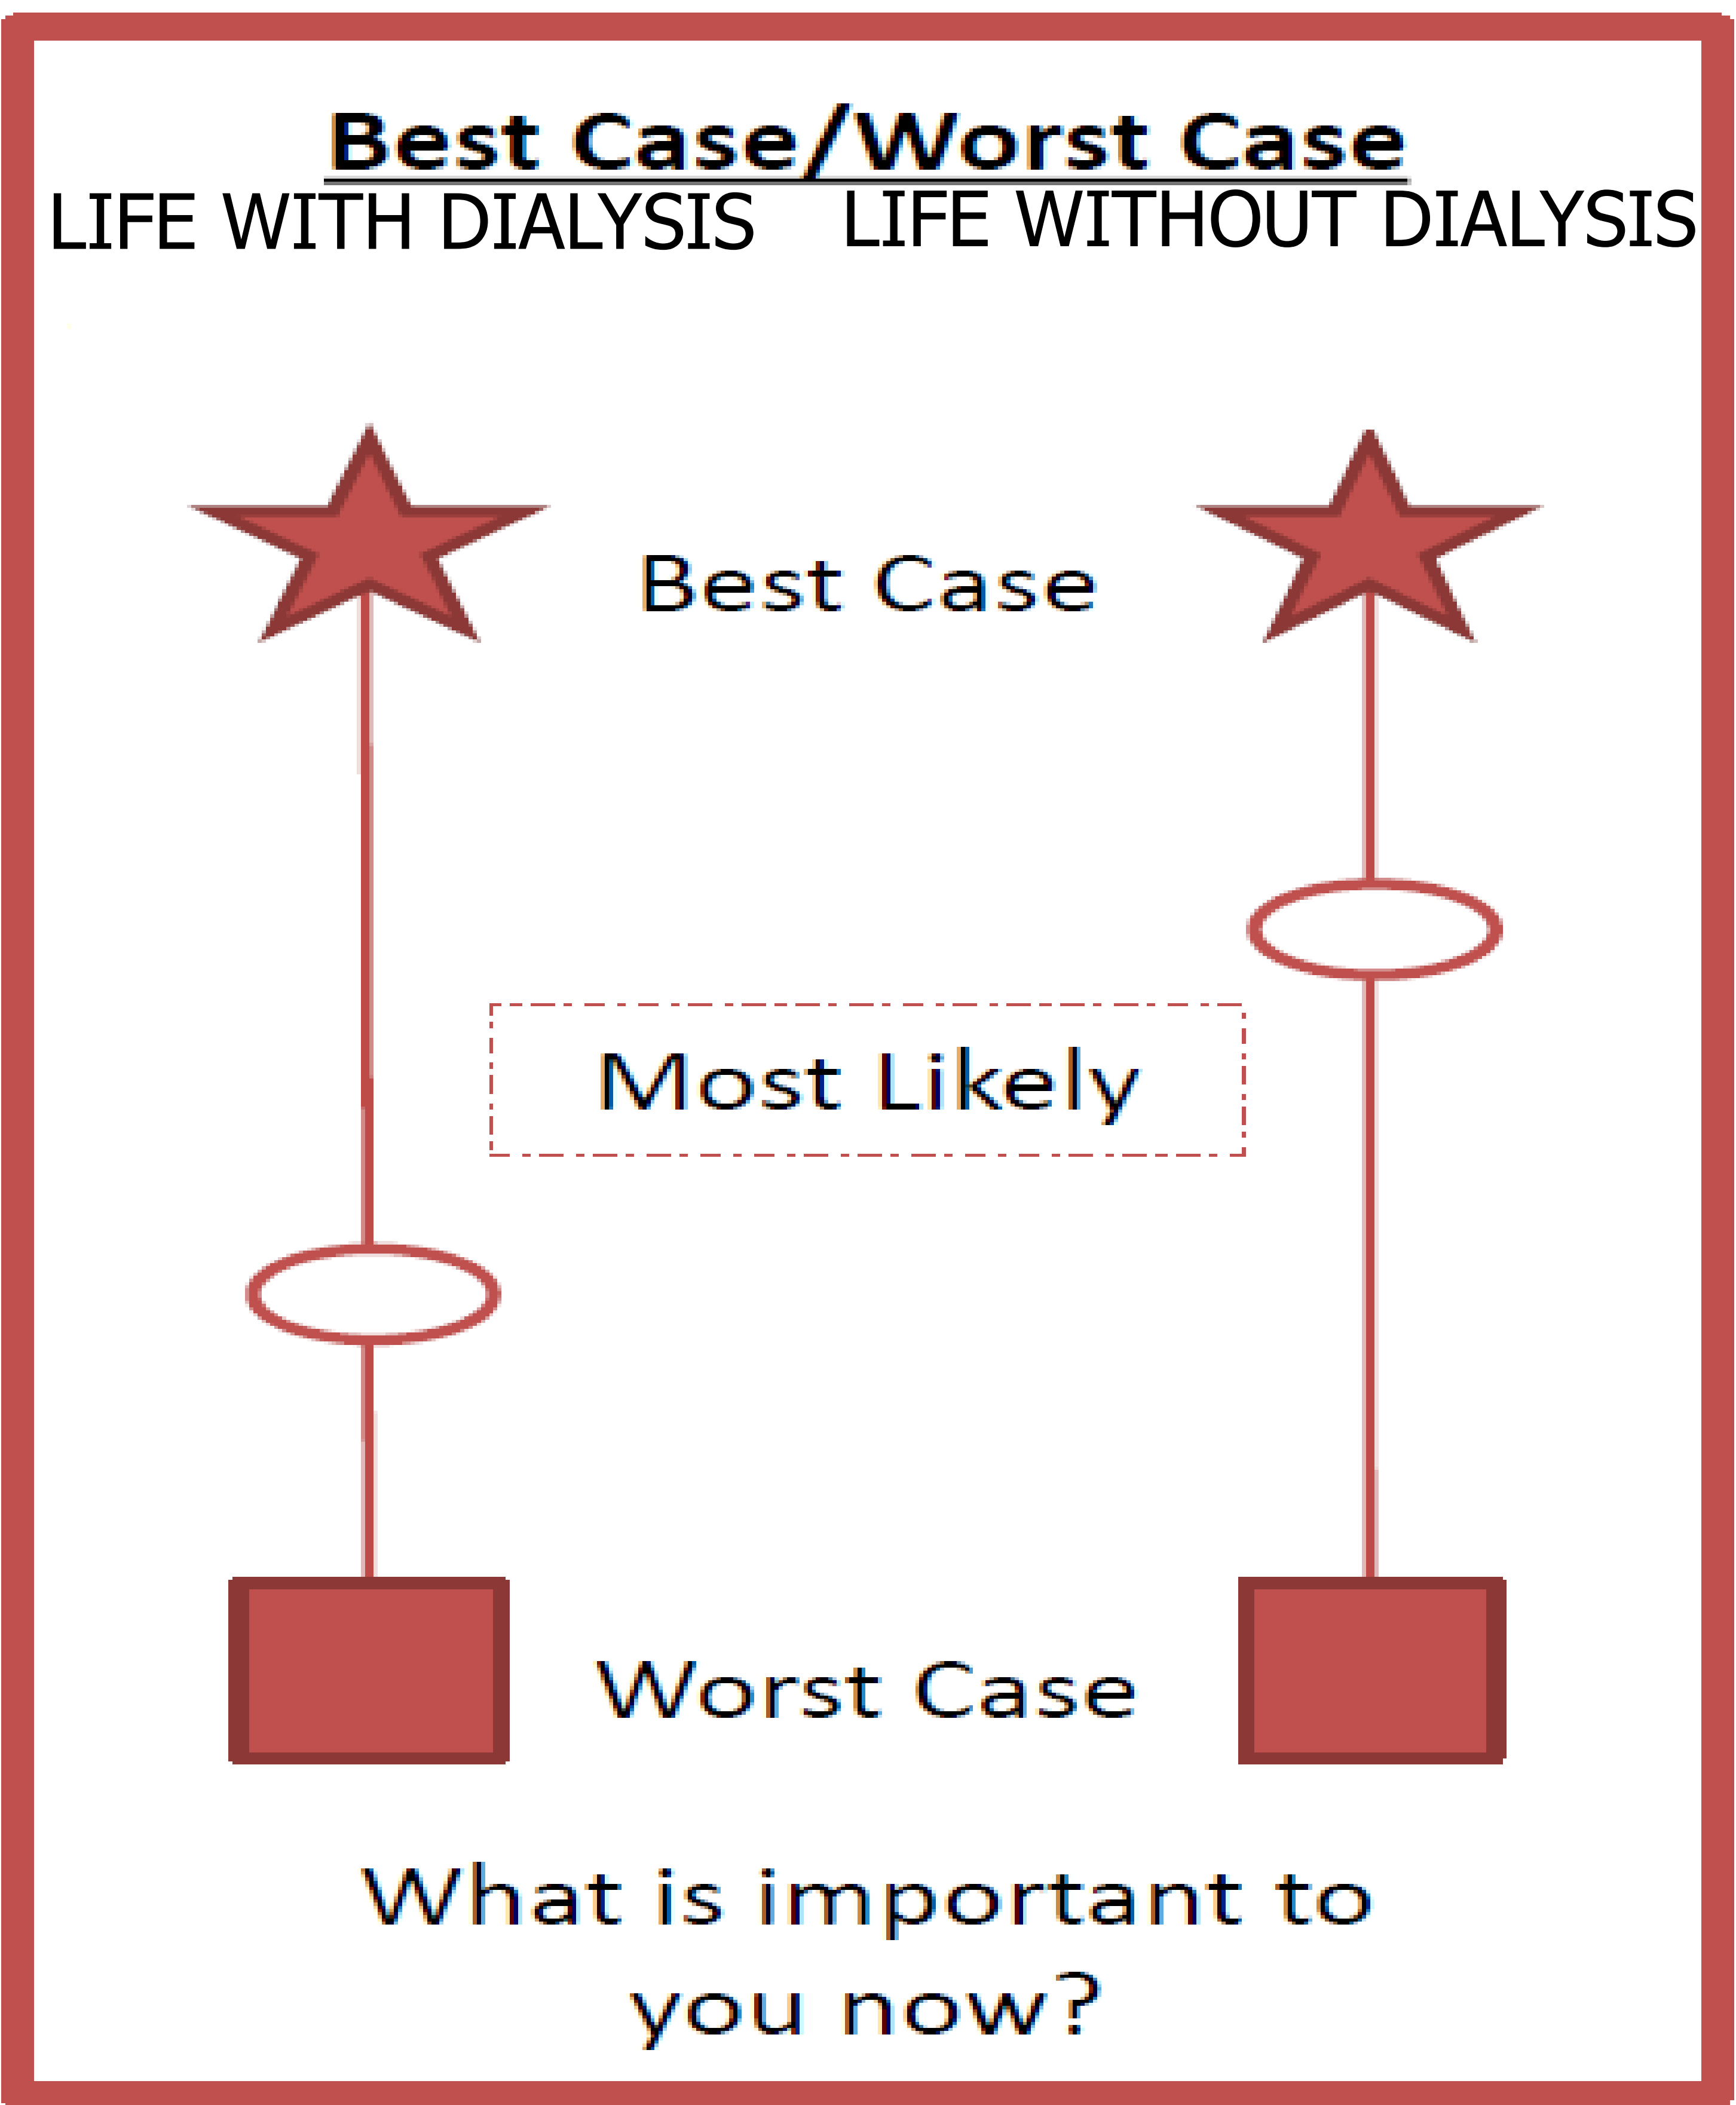 Best Case/Worst Case
LIFE WITH DIALYSIS LIFE WITHOUT DIALYSIS
Best Case
Most Likely
Worst Case
What is important to
you now?